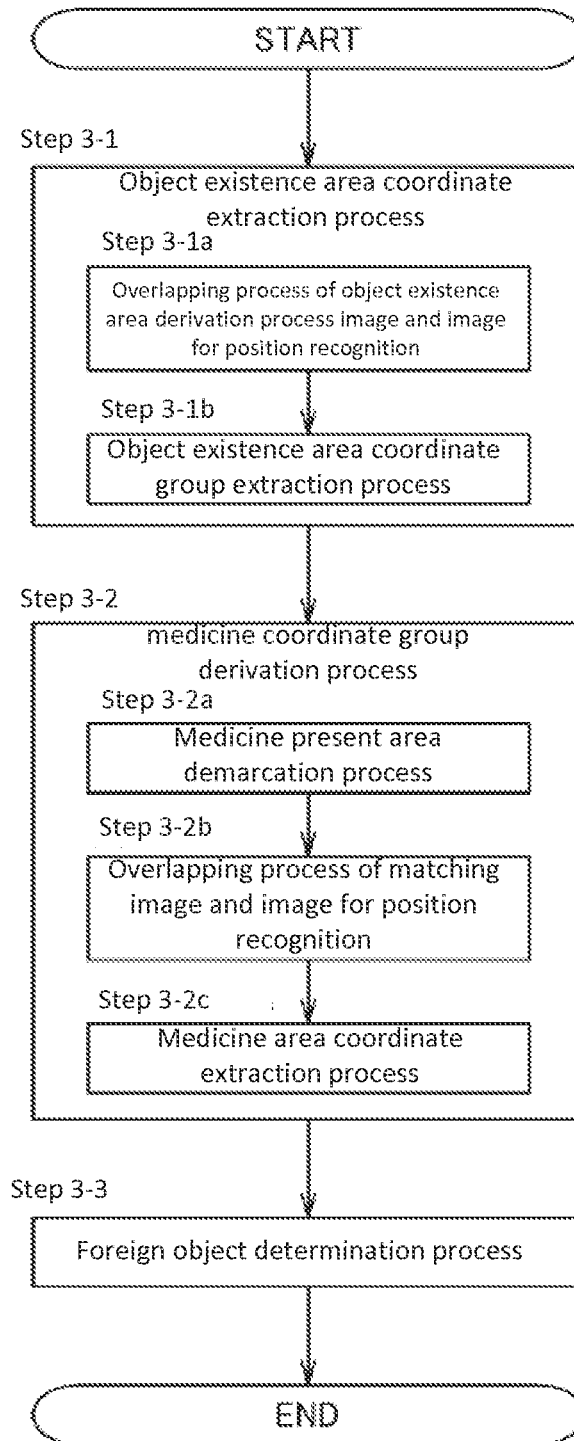 START
Step 3-1
Object existence area coordinate
extraction process
Step 3-1a
Overlapping process of object existence
area derivation process image and image
for position recognition
Step 3-1b
Object existence area coordinate
group extraction process
Step 3-2
medicine coordinate group
derivation process
Step 3-2a
Medicine present area
demarcation process
Step 3-2b
Overlapping process of matching
image and image for position
recognition
Step 3-2c
Medicine area coordinate
extraction process
Step 3-3
Foreign object determination process
END